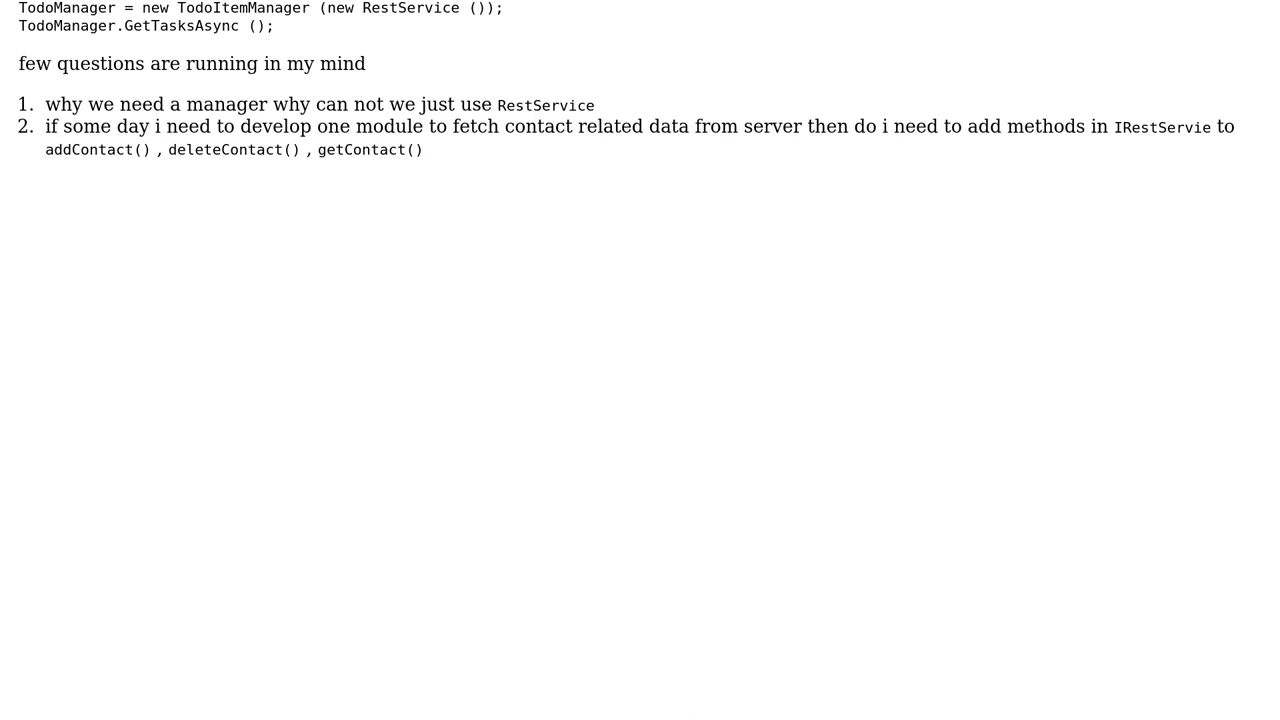 TodoManager = new TodoItemManager (new RestService ());
TodoManager.GetTasksAsync ();
few questions are running in my mind
1. why we need a manager why can not we just use RestService
2. if some day i need to develop one module to fetch contact related data from server then do i need to add methods in IRestServie to
addContact() , deleteContact() , getContact()